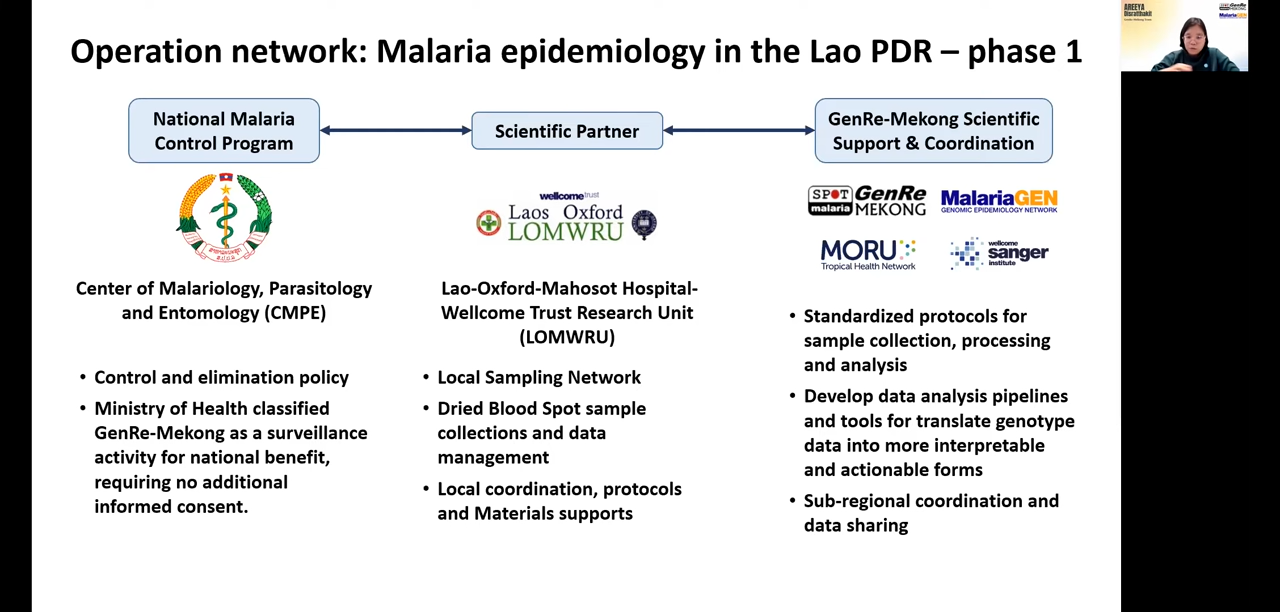 Operation network: Malaria epidemiology in the Lao PDR – phase 1
National Malaria
Control Program
Scientific Partner
GenRe-Mekong Scientific
Support & Coordination
wellcome trust
Laos Oxford
LOMWRU
SPOT
malaria
GenRe
MEKONG
MalariaGEN
GENOMIC EPIDEMIOLOGY NETWORK
MORU
Tropical Health Network
wellcome
sanger
institute
Center of Malariology, Parasitology
and Entomology (CMPE)
• Control and elimination policy
• Ministry of Health classified
GenRe-Mekong as a surveillance
activity for national benefit,
requiring no additional
informed consent.
Lao-Oxford-Mahosot Hospital-
Wellcome Trust Research Unit
(LOMWRU)
• Local Sampling Network
• Dried Blood Spot sample
collections and data
management
• Local coordination, protocols
and Materials supports
• Standardized protocols for
sample collection, processing
and analysis
• Develop data analysis pipelines
and tools for translate genotype
data into more interpretable
and actionable forms
• Sub-regional coordination and
data sharing
AREEYA
Disratthakit
GenRe
MEKONG
MalariaGEN